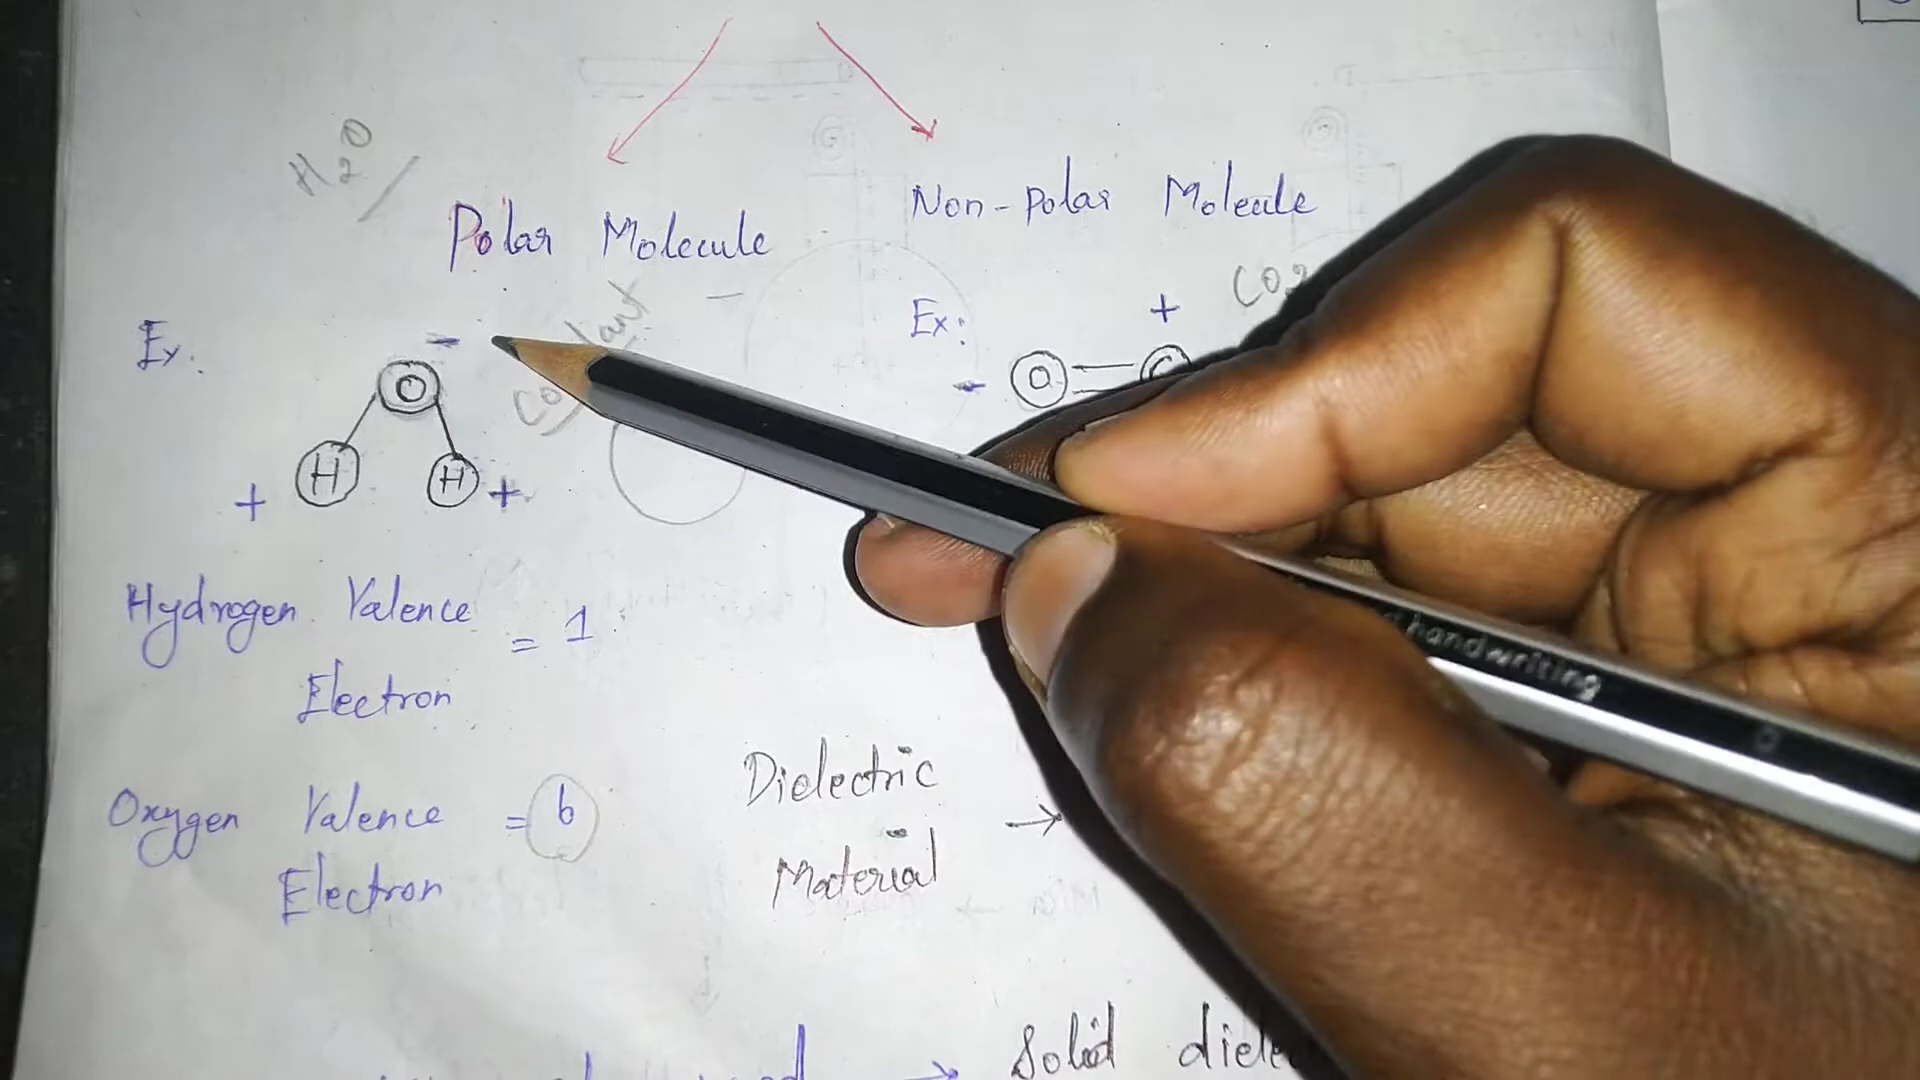 H2O
Polar Molecule
Non-polar Molecule
Ex.
-
O
H
H
+
+
Ex:
CO2
+
-
O
Hydrogen Valence
Electron
= 1
Oxygen Valence
Electron
= 6
Dielectric
Material
→
handwriting
Solid